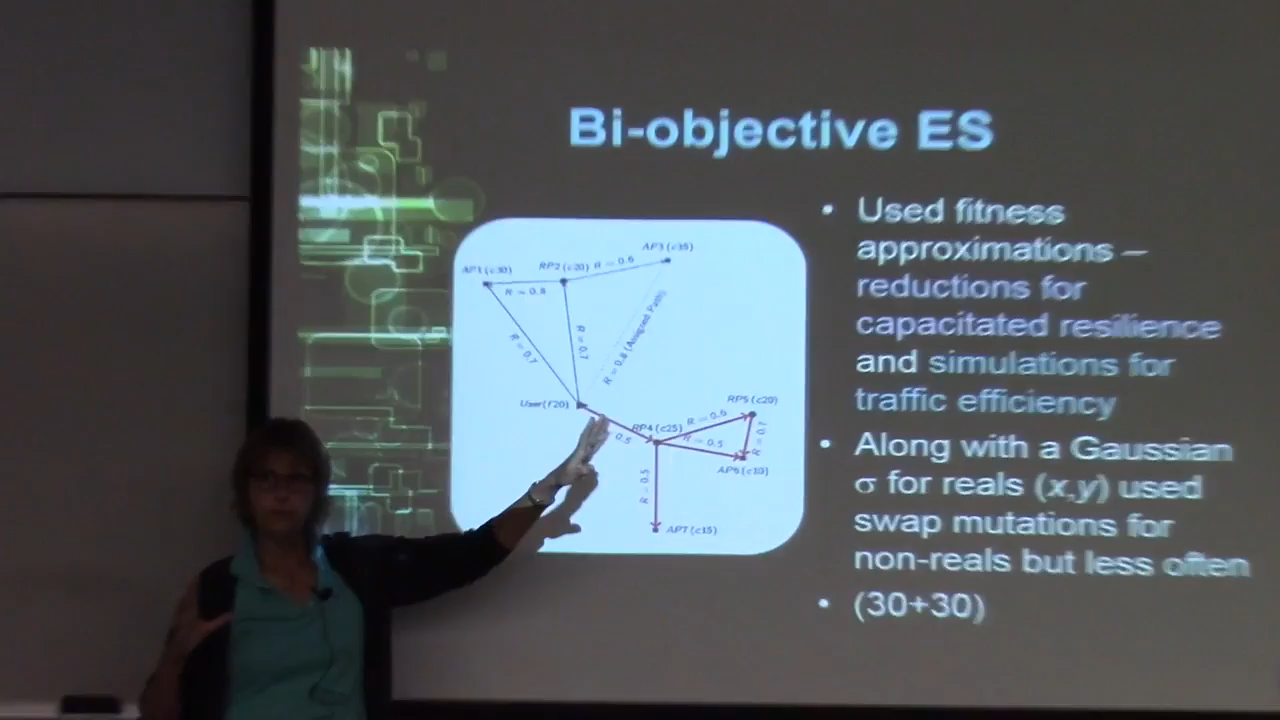 Bi-objective ES
• Used fitness
approximations –
reductions for
capacitated resilience
and simulations for
traffic efficiency
• Along with a Gaussian
σ for reals (x,y) used
swap mutations for
non-reals but less often
• (30+30)
AP3 (c35)
AP1 (c30)
RP2 (c20)
R = 0.6
R = 0.8
R = 0.7
R = 0.7
R = 0.8 (Assigned Path)
User(f20)
0.5
RP4 (c25)
R = 0.6
RP5 (c20)
R = 0.5
R = 0.7
AP6 (c10)
R = 0.5
AP7 (c15)